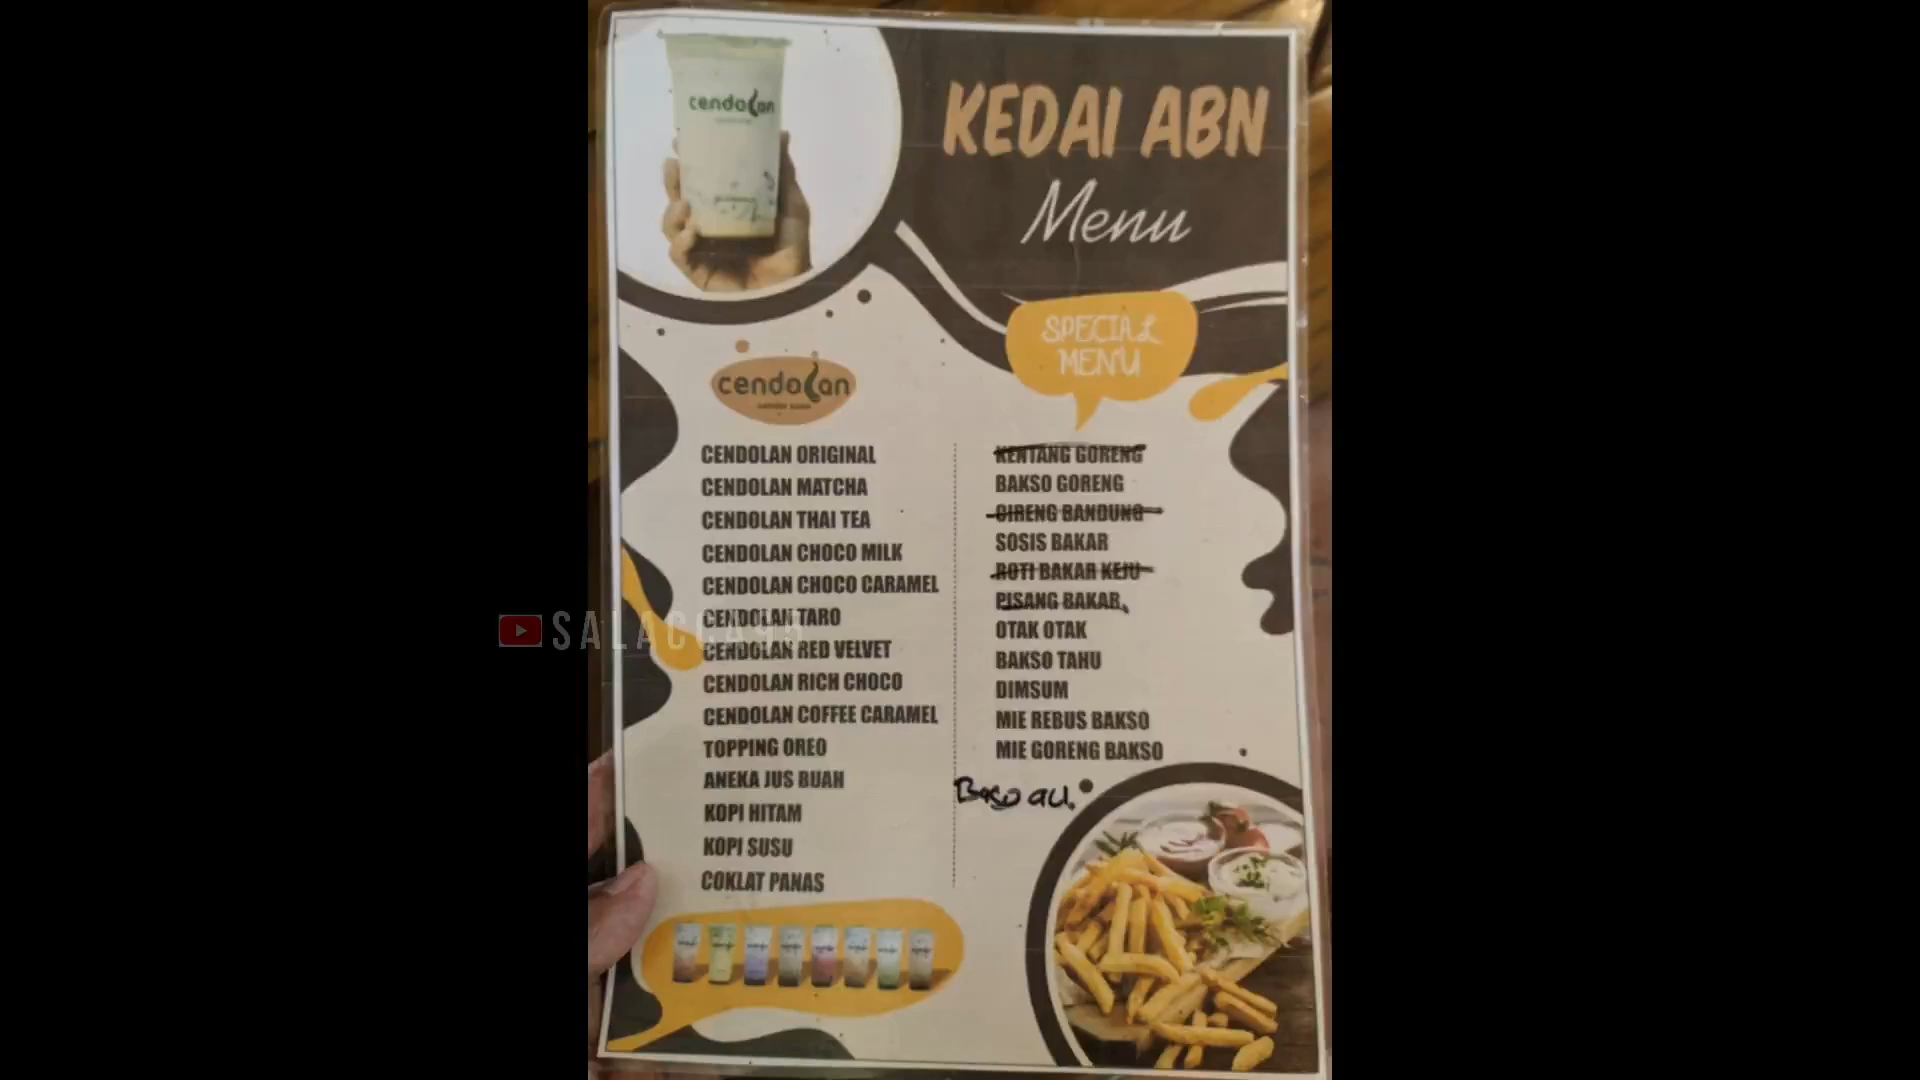 cendolan
KEDAI ABN
Menu
SPECIAL
MENU
cendolan
CENDOLAN ORIGINAL
CENDOLAN MATCHA
CENDOLAN THAI TEA
CENDOLAN CHOCO MILK
CENDOLAN CHOCO CARAMEL
CENDOLAN TARO
CENDOLAN RED VELVET
CENDOLAN RICH CHOCO
CENDOLAN COFFEE CARAMEL
TOPPING OREO
ANEKA JUS BUAH
KOPI HITAM
KOPI SUSU
COKLAT PANAS
KENTANG GORENG
BAKSO GORENG
CIRENG BANDUNG
SOSIS BAKAR
ROTI BAKAR KEJU
PISANG BAKAR
OTAK OTAK
BAKSO TAHU
DIMSUM
MIE REBUS BAKSO
MIE GORENG BAKSO